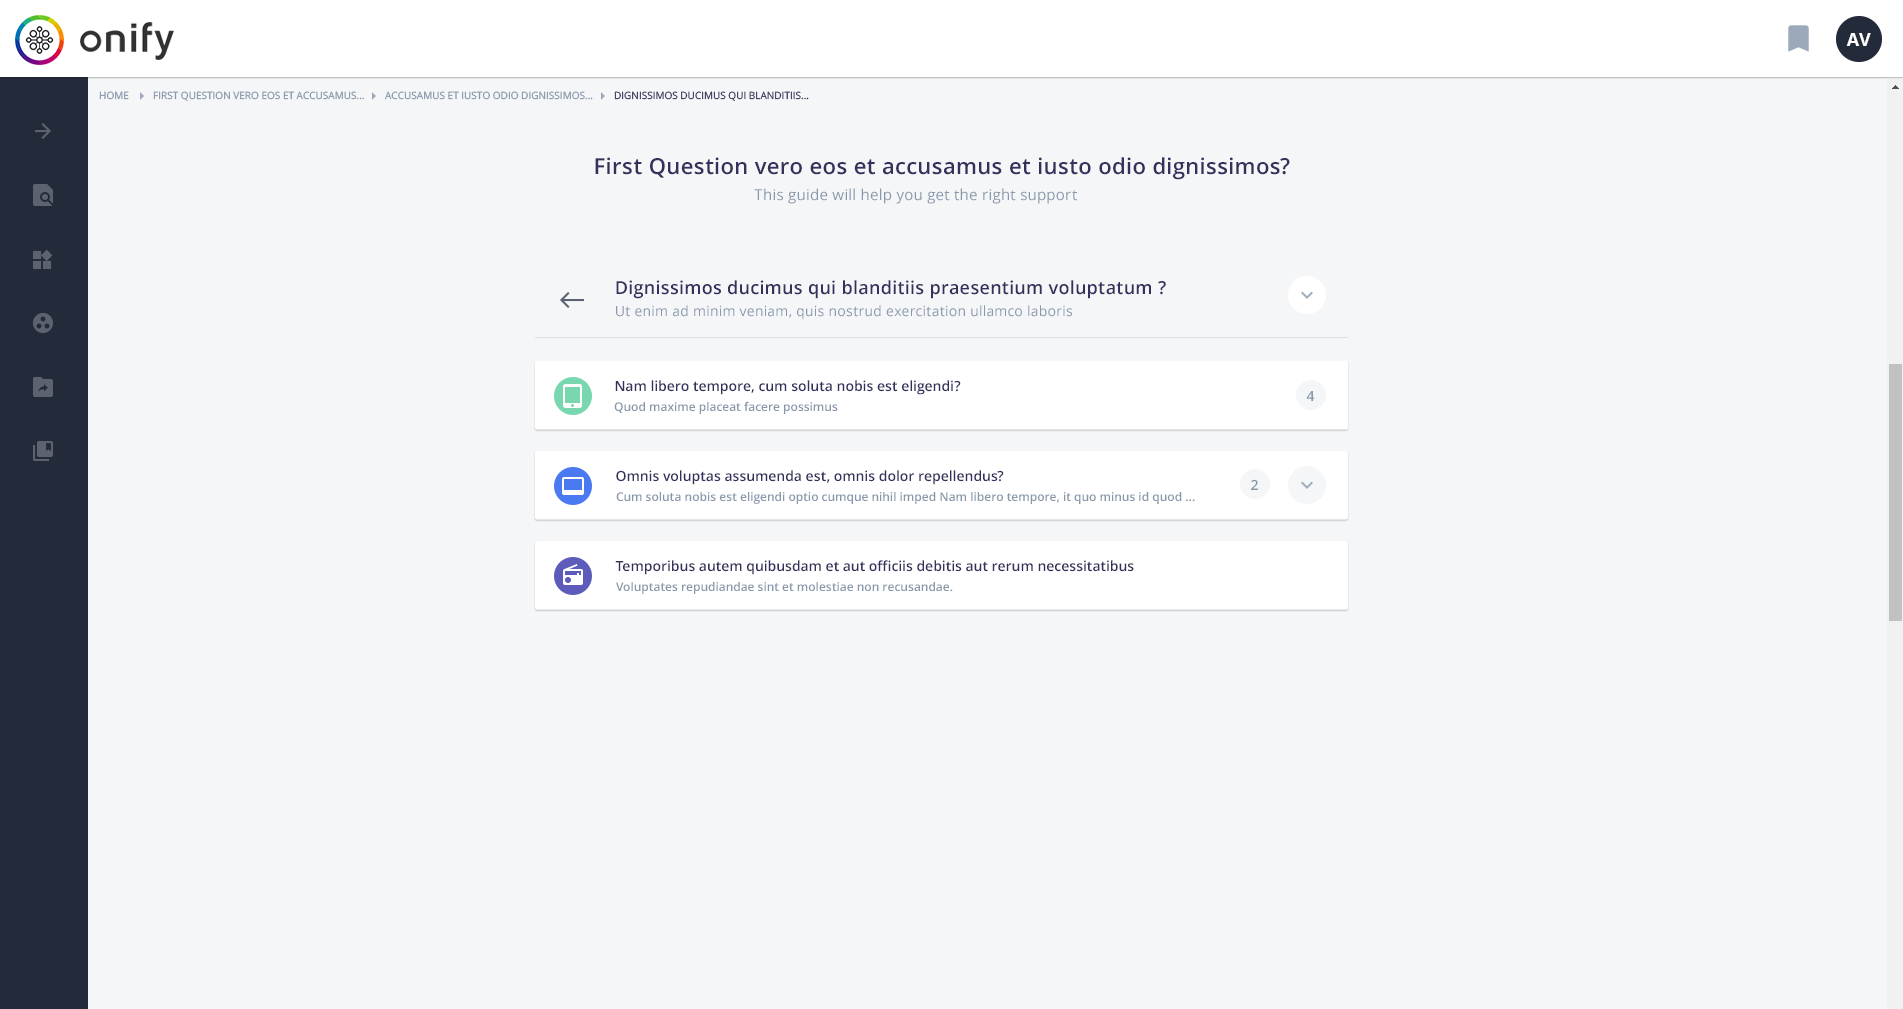 onify
AV
HOME FIRST QUESTION VERO EOS ET ACCUSAMUS... ACCUSAMUS ET IUSTO ODIO DIGNISSIMOS... DIGNISSIMOS DUCIMUS QUI BLANDITIIS...
First Question vero eos et accusamus et iusto odio dignissimos?
This guide will help you get the right support
Dignissimos ducimus qui blanditiis praesentium voluptatum ?
Ut enim ad minim veniam, quis nostrud exercitation ullamco laboris
Nam libero tempore, cum soluta nobis est eligendi?
Quod maxime placeat facere possimus
4
Omnis voluptas assumenda est, omnis dolor repellendus?
Cum soluta nobis est eligendi optio cumque nihil imped Nam libero tempore, it quo minus id quod ...
2
Temporibus autem quibusdam et aut officiis debitis aut rerum necessitatibus
Voluptates repudiandae sint et molestiae non recusandae.